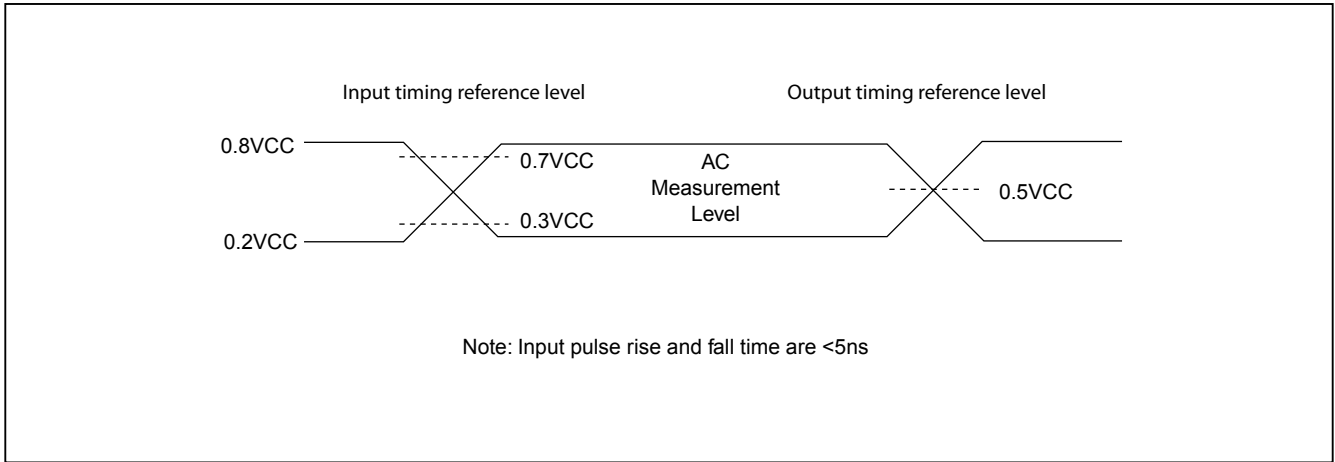 Input timing reference level
Output timing reference level
0.8VCC
0.7VCC
AC
Measurement
Level
0.5VCC
0.3VCC
0.2VCC
Note: Input pulse rise and fall time are <5ns